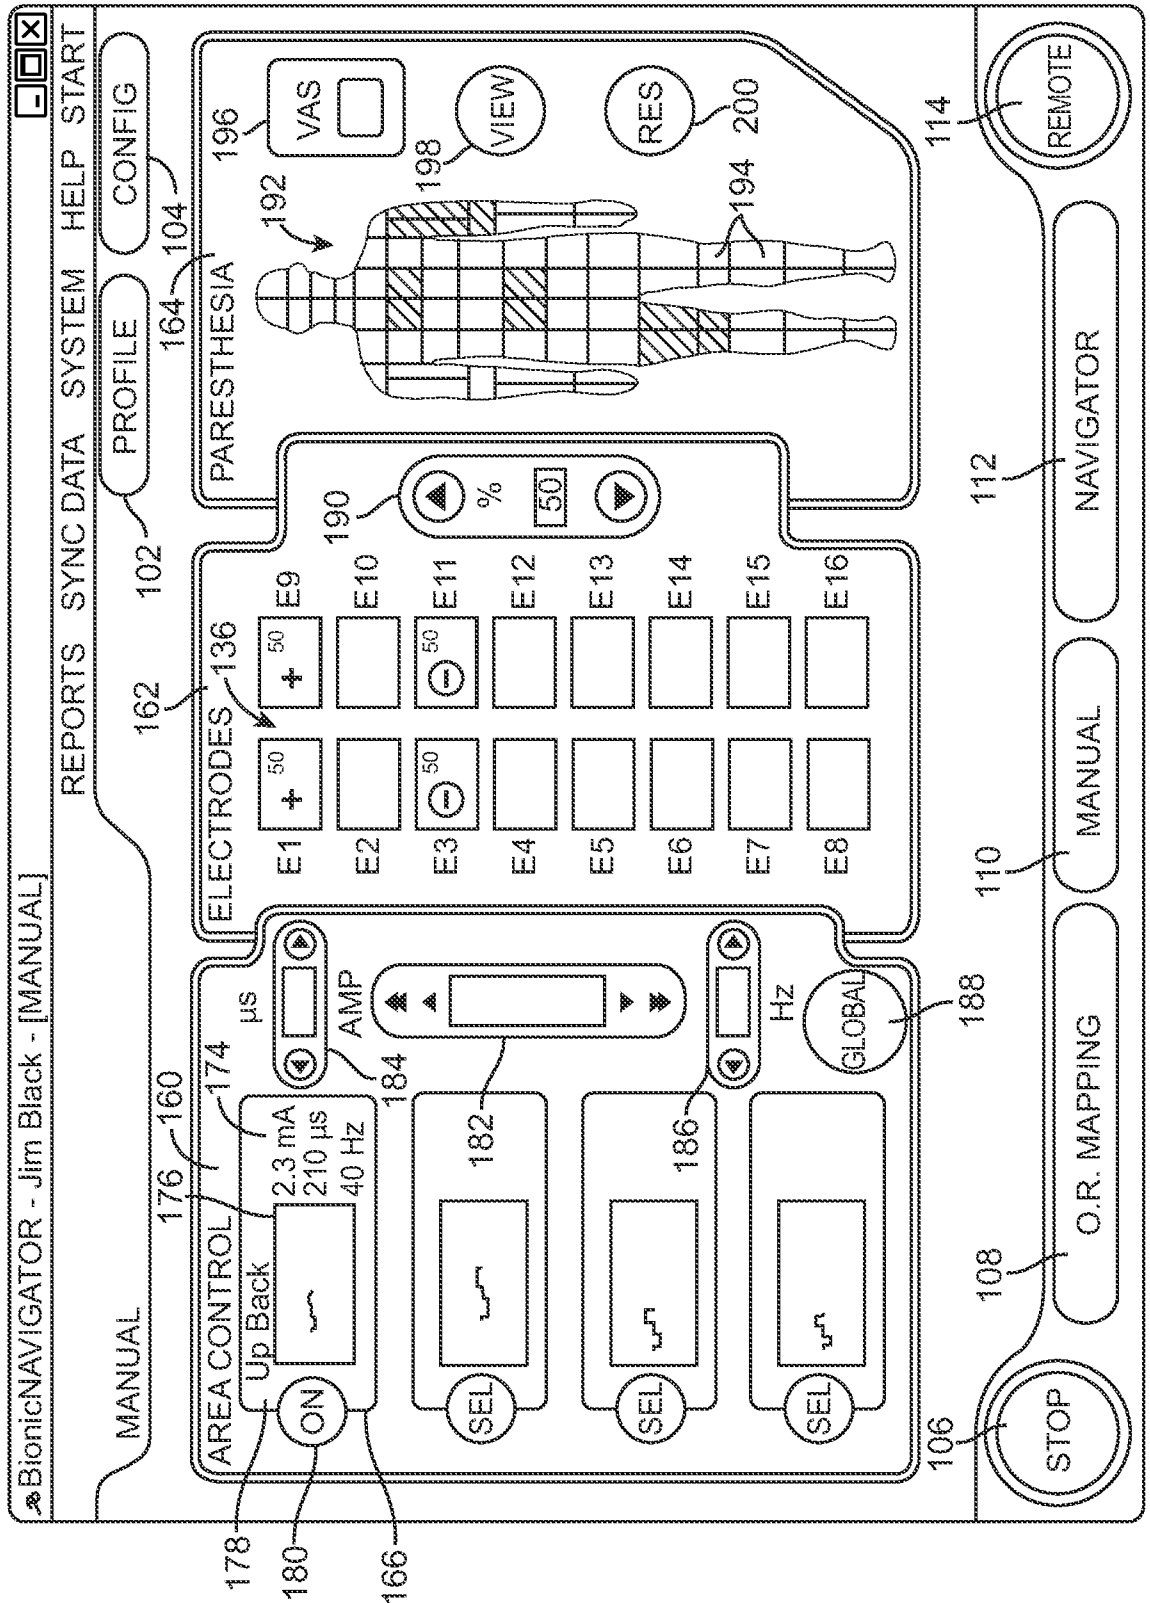 BionicNAVIGATOR - Jim Black - [MANUAL]
REPORTS SYNC DATA SYSTEM HELP START
MANUAL
PROFILE
CONFIG
102
104
160
162
164
AREA CONTROL
176
174
178
Up Back
2.3 mA
210 µs
40 Hz
ON
180
166
SEL
SEL
SEL
µs
184
AMP
182
186
Hz
GLOBAL
188
ELECTRODES
136
E1
+ 50
+ 50
E9
E2
E10
E3
- 50
- 50
E11
E4
E12
E5
E13
E6
E14
E7
E15
E8
E16
190
%
50
PARESTHESIA
192
194
196
VAS
198
VIEW
RES
200
106
STOP
108
O.R. MAPPING
110
MANUAL
112
NAVIGATOR
114
REMOTE